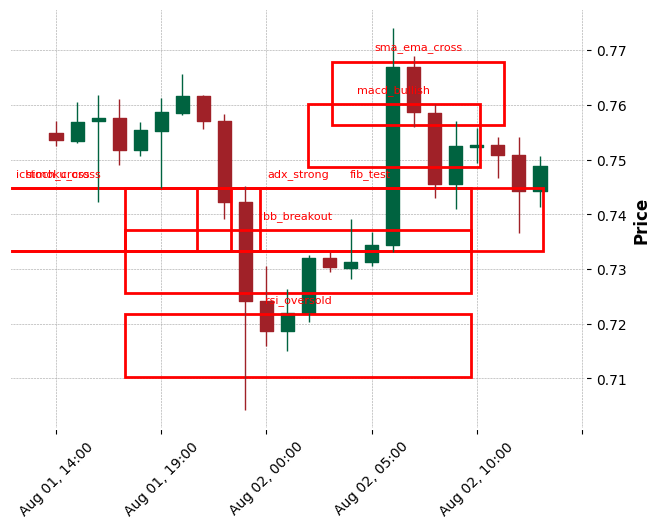 sma_ema_cross
macd_bullish
ichimoku_cross
adx_strong
fib_test
bb_breakout
rsi_oversold
0.77
0.76
0.75
0.74
0.73
0.72
0.71
Price
Aug 01, 14:00
Aug 01, 19:00
Aug 02, 00:00
Aug 02, 05:00
Aug 02, 10:00